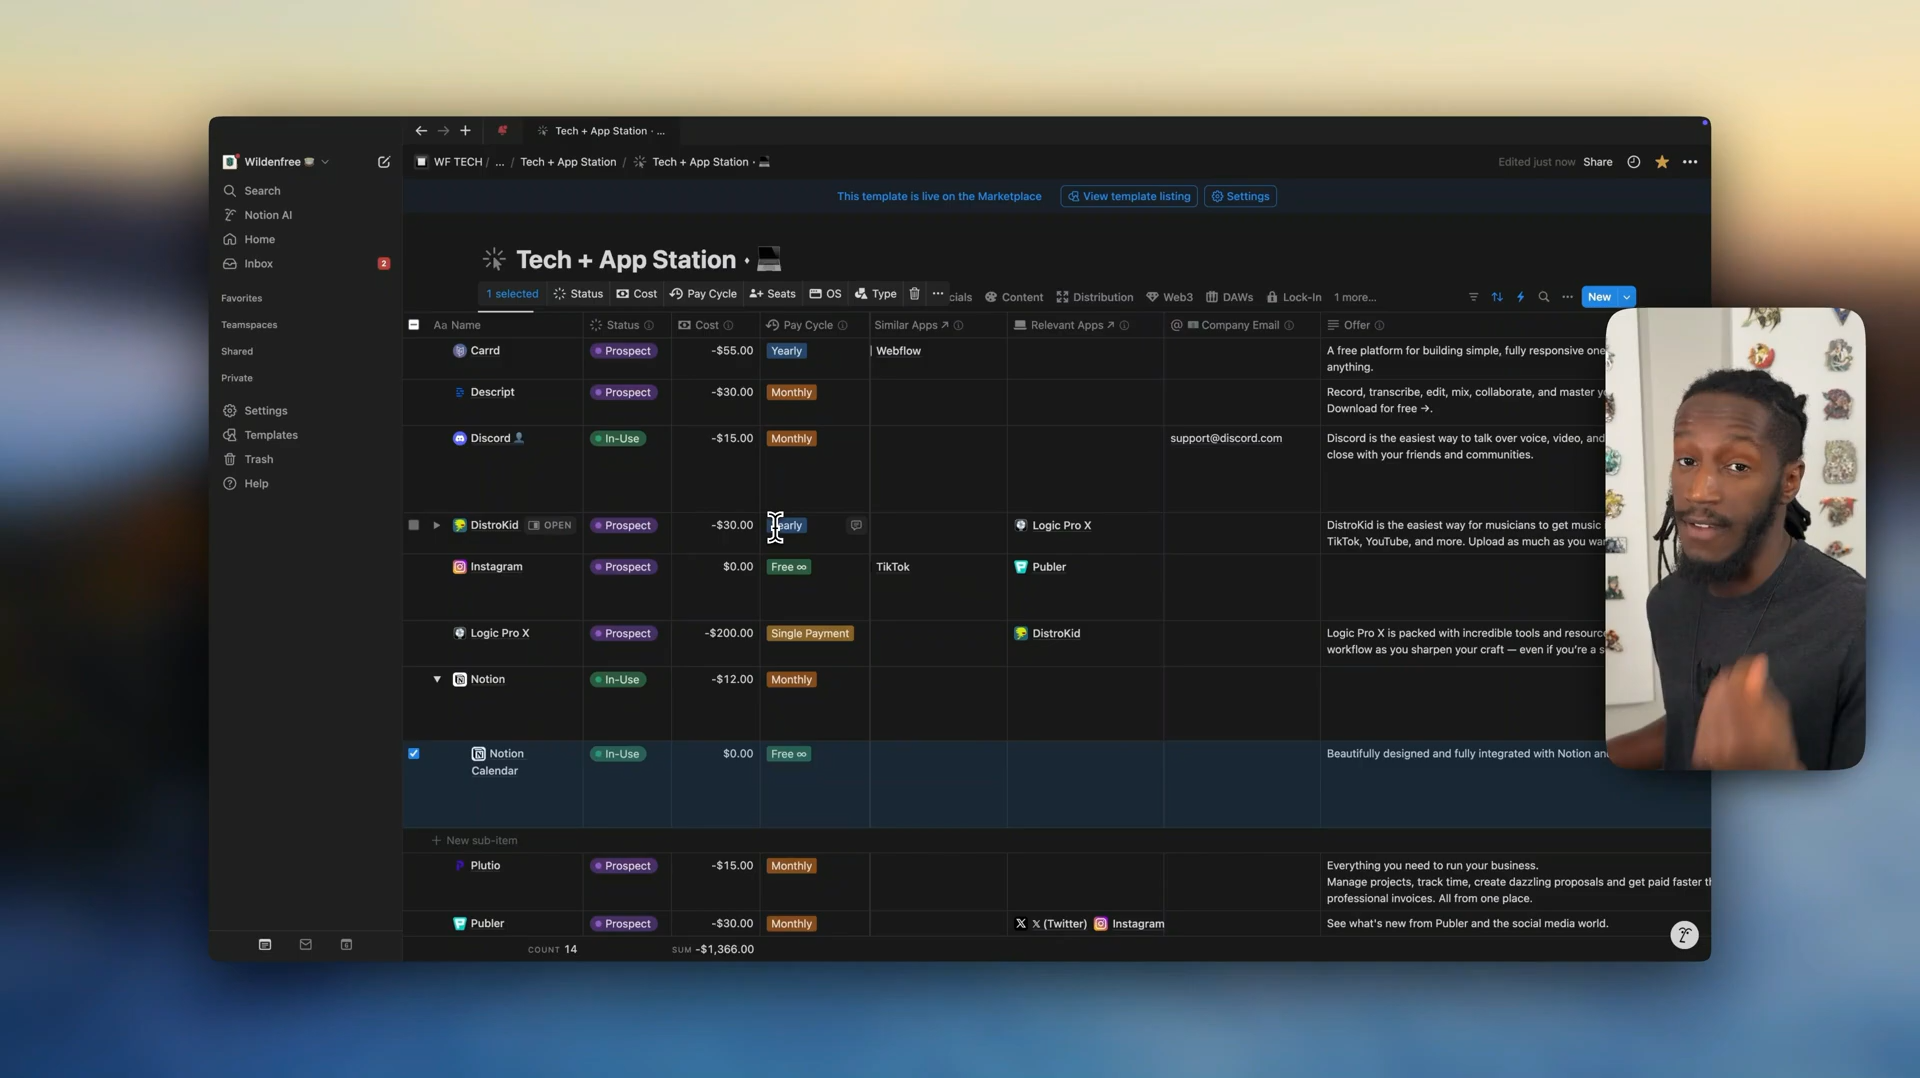 Tech + App Station · ...
Wildenfree
WF TECH / ... / Tech + App Station / Tech + App Station ·
Edited just now Share
Search
Notion AI
Home
Inbox 2
Favorites
Teamspaces
Shared
Private
Settings
Templates
Trash
Help
This template is live on the Marketplace View template listing Settings
Tech + App Station ·
1 selected Status Cost Pay Cycle Seats OS Type cials Content Distribution Web3 DAWs Lock-In 1 more... New
Aa Name Status Cost Pay Cycle Similar Apps ↗ Relevant Apps ↗ Company Email Offer
Carrd Prospect -$55.00 Yearly Webflow A free platform for building simple, fully responsive one
anything.
Descript Prospect -$30.00 Monthly Record, transcribe, edit, mix, collaborate, and master y
Download for free →.
Discord In-Use -$15.00 Monthly support@discord.com Discord is the easiest way to talk over voice, video, and
close with your friends and communities.
DistroKid OPEN Prospect -$30.00 Yearly Logic Pro X DistroKid is the easiest way for musicians to get music
TikTok, YouTube, and more. Upload as much as you wa
Instagram Prospect $0.00 Free ∞ TikTok Publer
Logic Pro X Prospect -$200.00 Single Payment DistroKid Logic Pro X is packed with incredible tools and resourc
workflow as you sharpen your craft — even if you're a s
Notion In-Use -$12.00 Monthly
Notion In-Use $0.00 Free ∞ Beautifully designed and fully integrated with Notion an
Calendar
+ New sub-item
Plutio Prospect -$15.00 Monthly Everything you need to run your business.
Manage projects, track time, create dazzling proposals and get paid faster t
professional invoices. All from one place.
Publer Prospect -$30.00 Monthly X 𝕏 (Twitter) Instagram See what's new from Publer and the social media world.
COUNT 14 SUM -$1,366.00